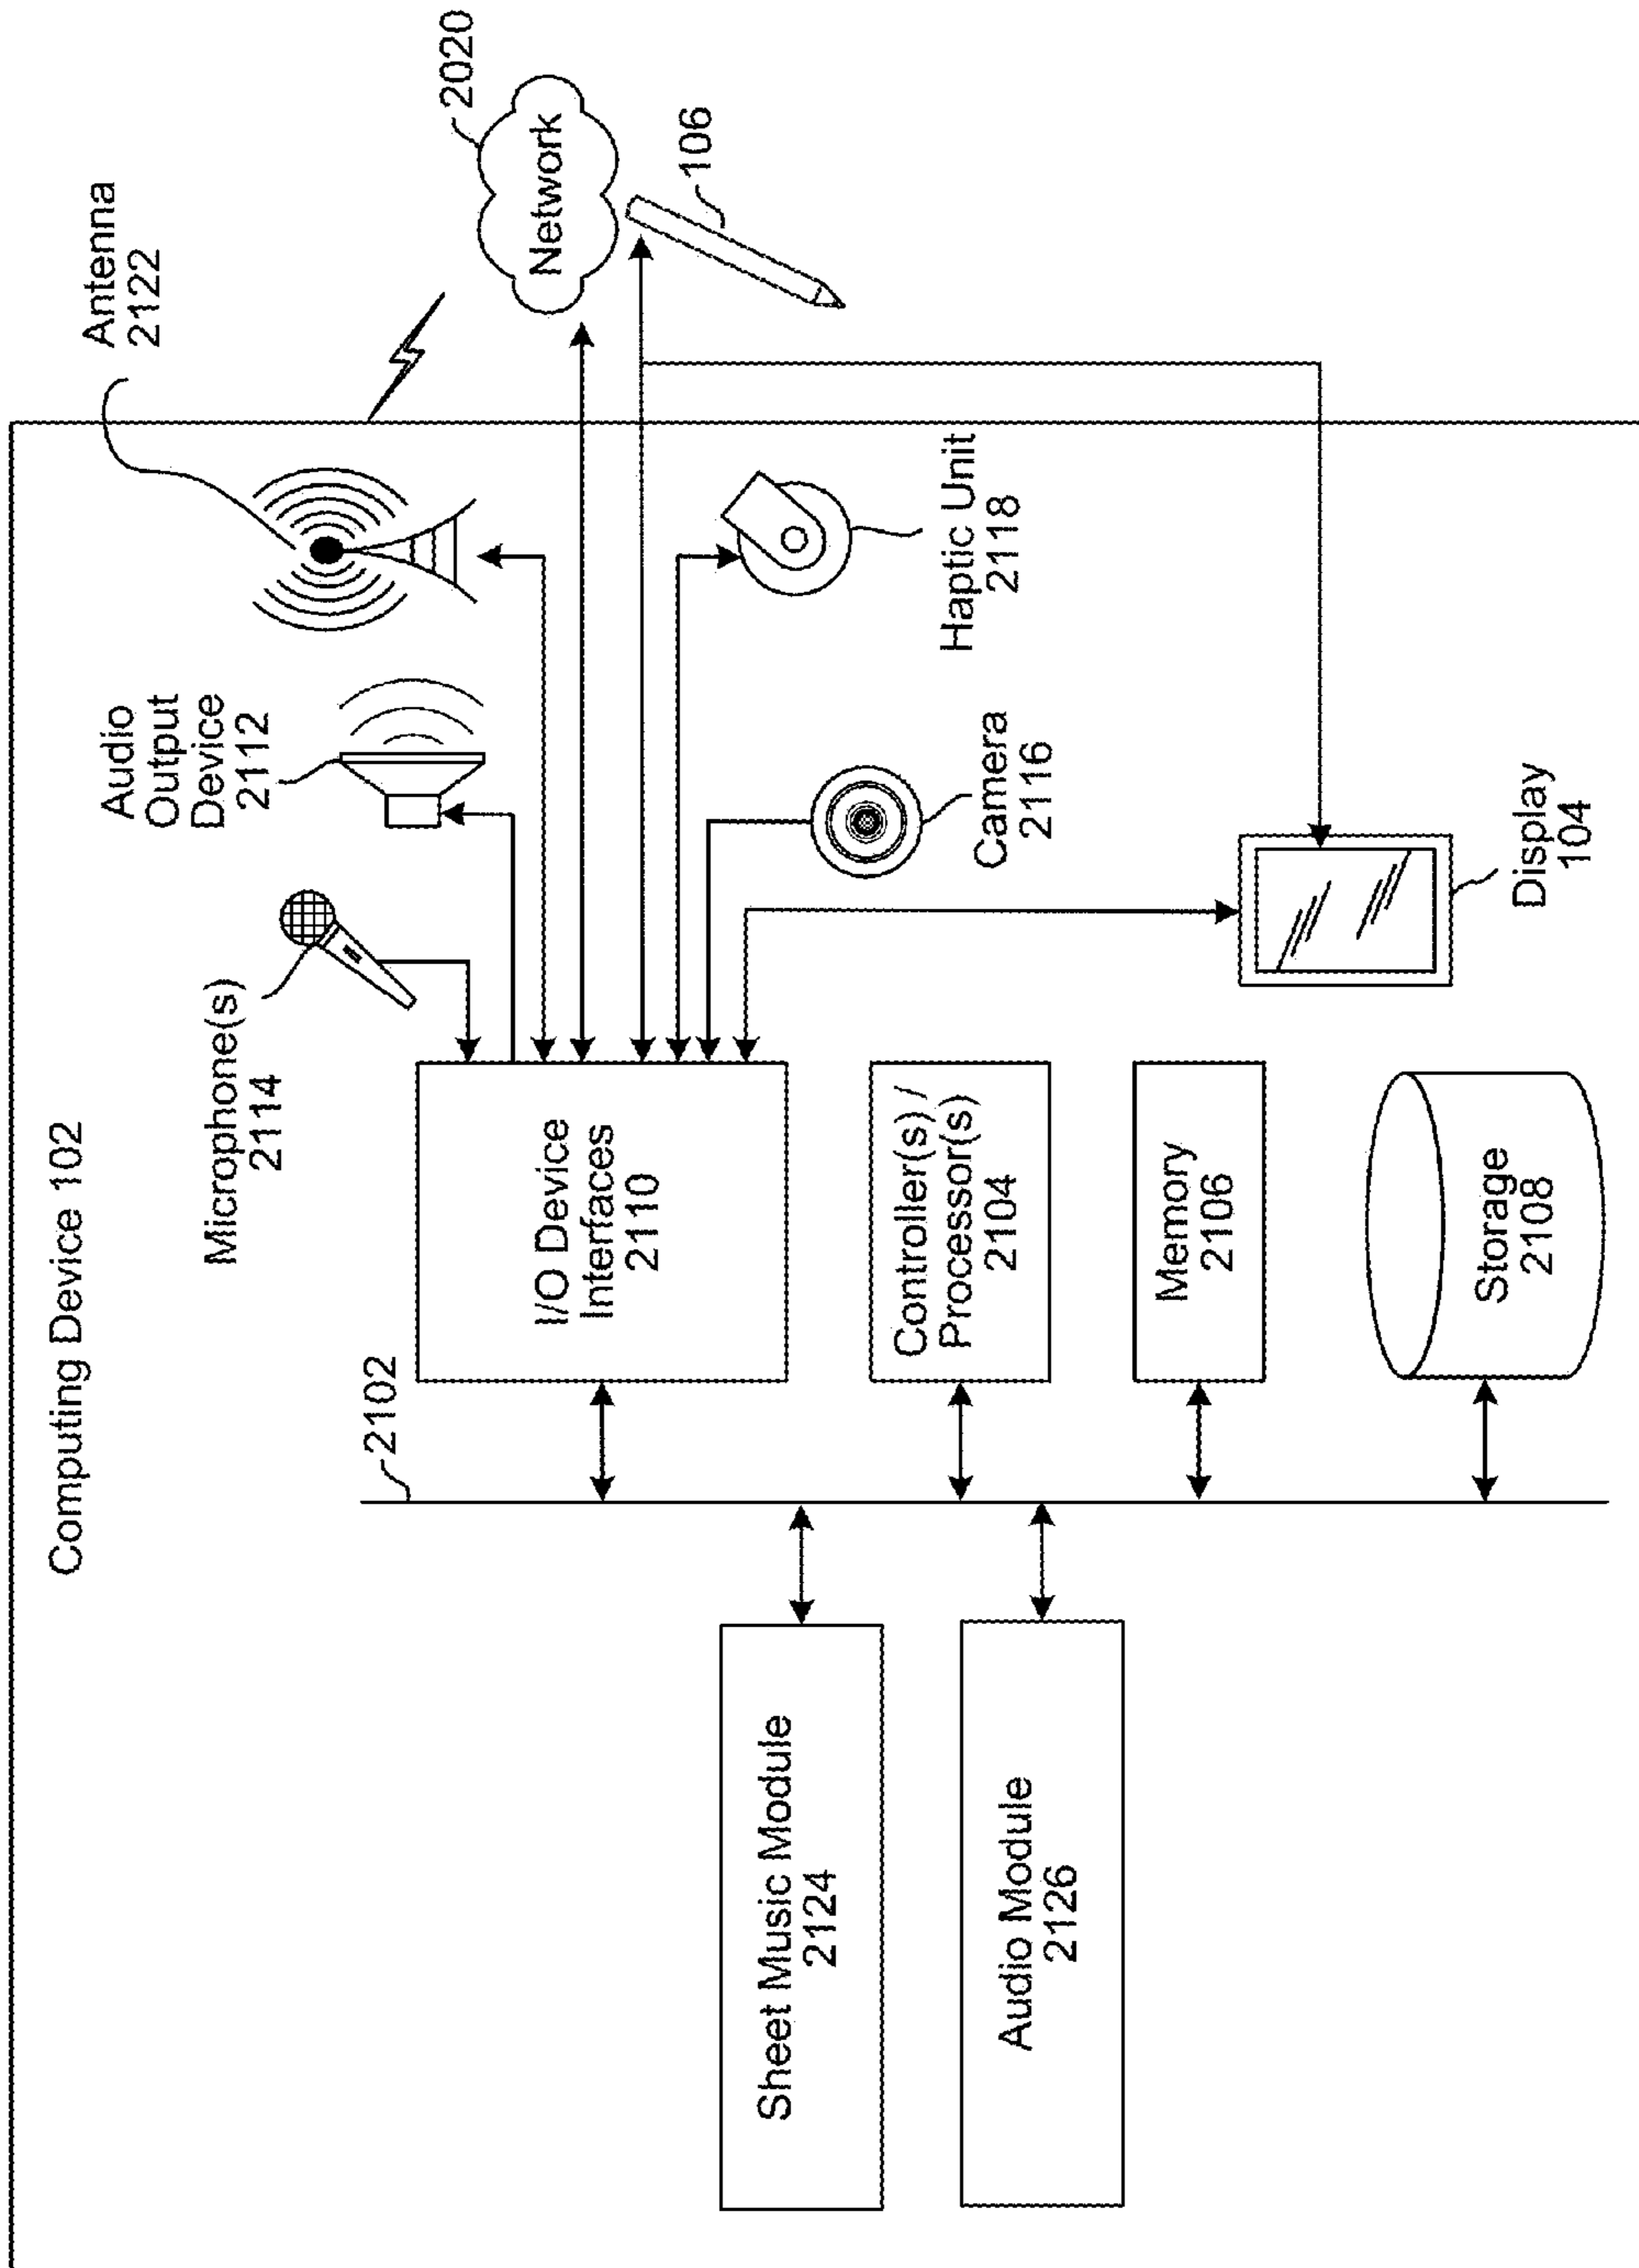 Computing Device 102
Antenna
2122
Audio
Output
Device
2112
Microphone(s)
2114
2020
Network
106
2102
I/O Device
Interfaces
2110
Haptic Unit
2118
Camera
2116
Sheet Music Module
2124
Controller(s) /
Processor(s)
2104
Audio Module
2126
Memory
2106
Display
104
Storage
2108